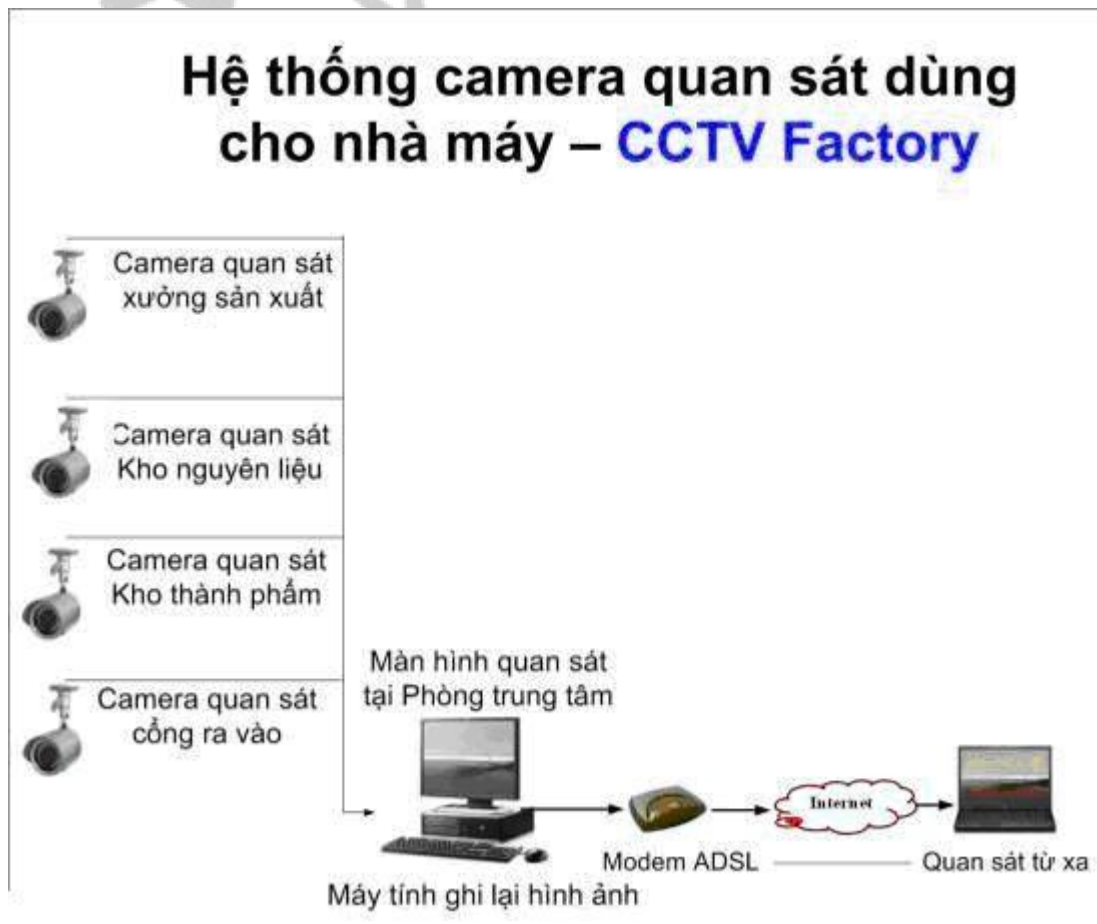 Hệ thống camera quan sát dùng
cho nhà máy – CCTV Factory
Camera quan sát
xưởng sản xuất
Camera quan sát
Kho nguyên liệu
Camera quan sát
Kho thành phẩm
Camera quan sát
cổng ra vào
Màn hình quan sát
tại Phòng trung tâm
Internet
Modem ADSL
Quan sát từ xa
Máy tính ghi lại hình ảnh